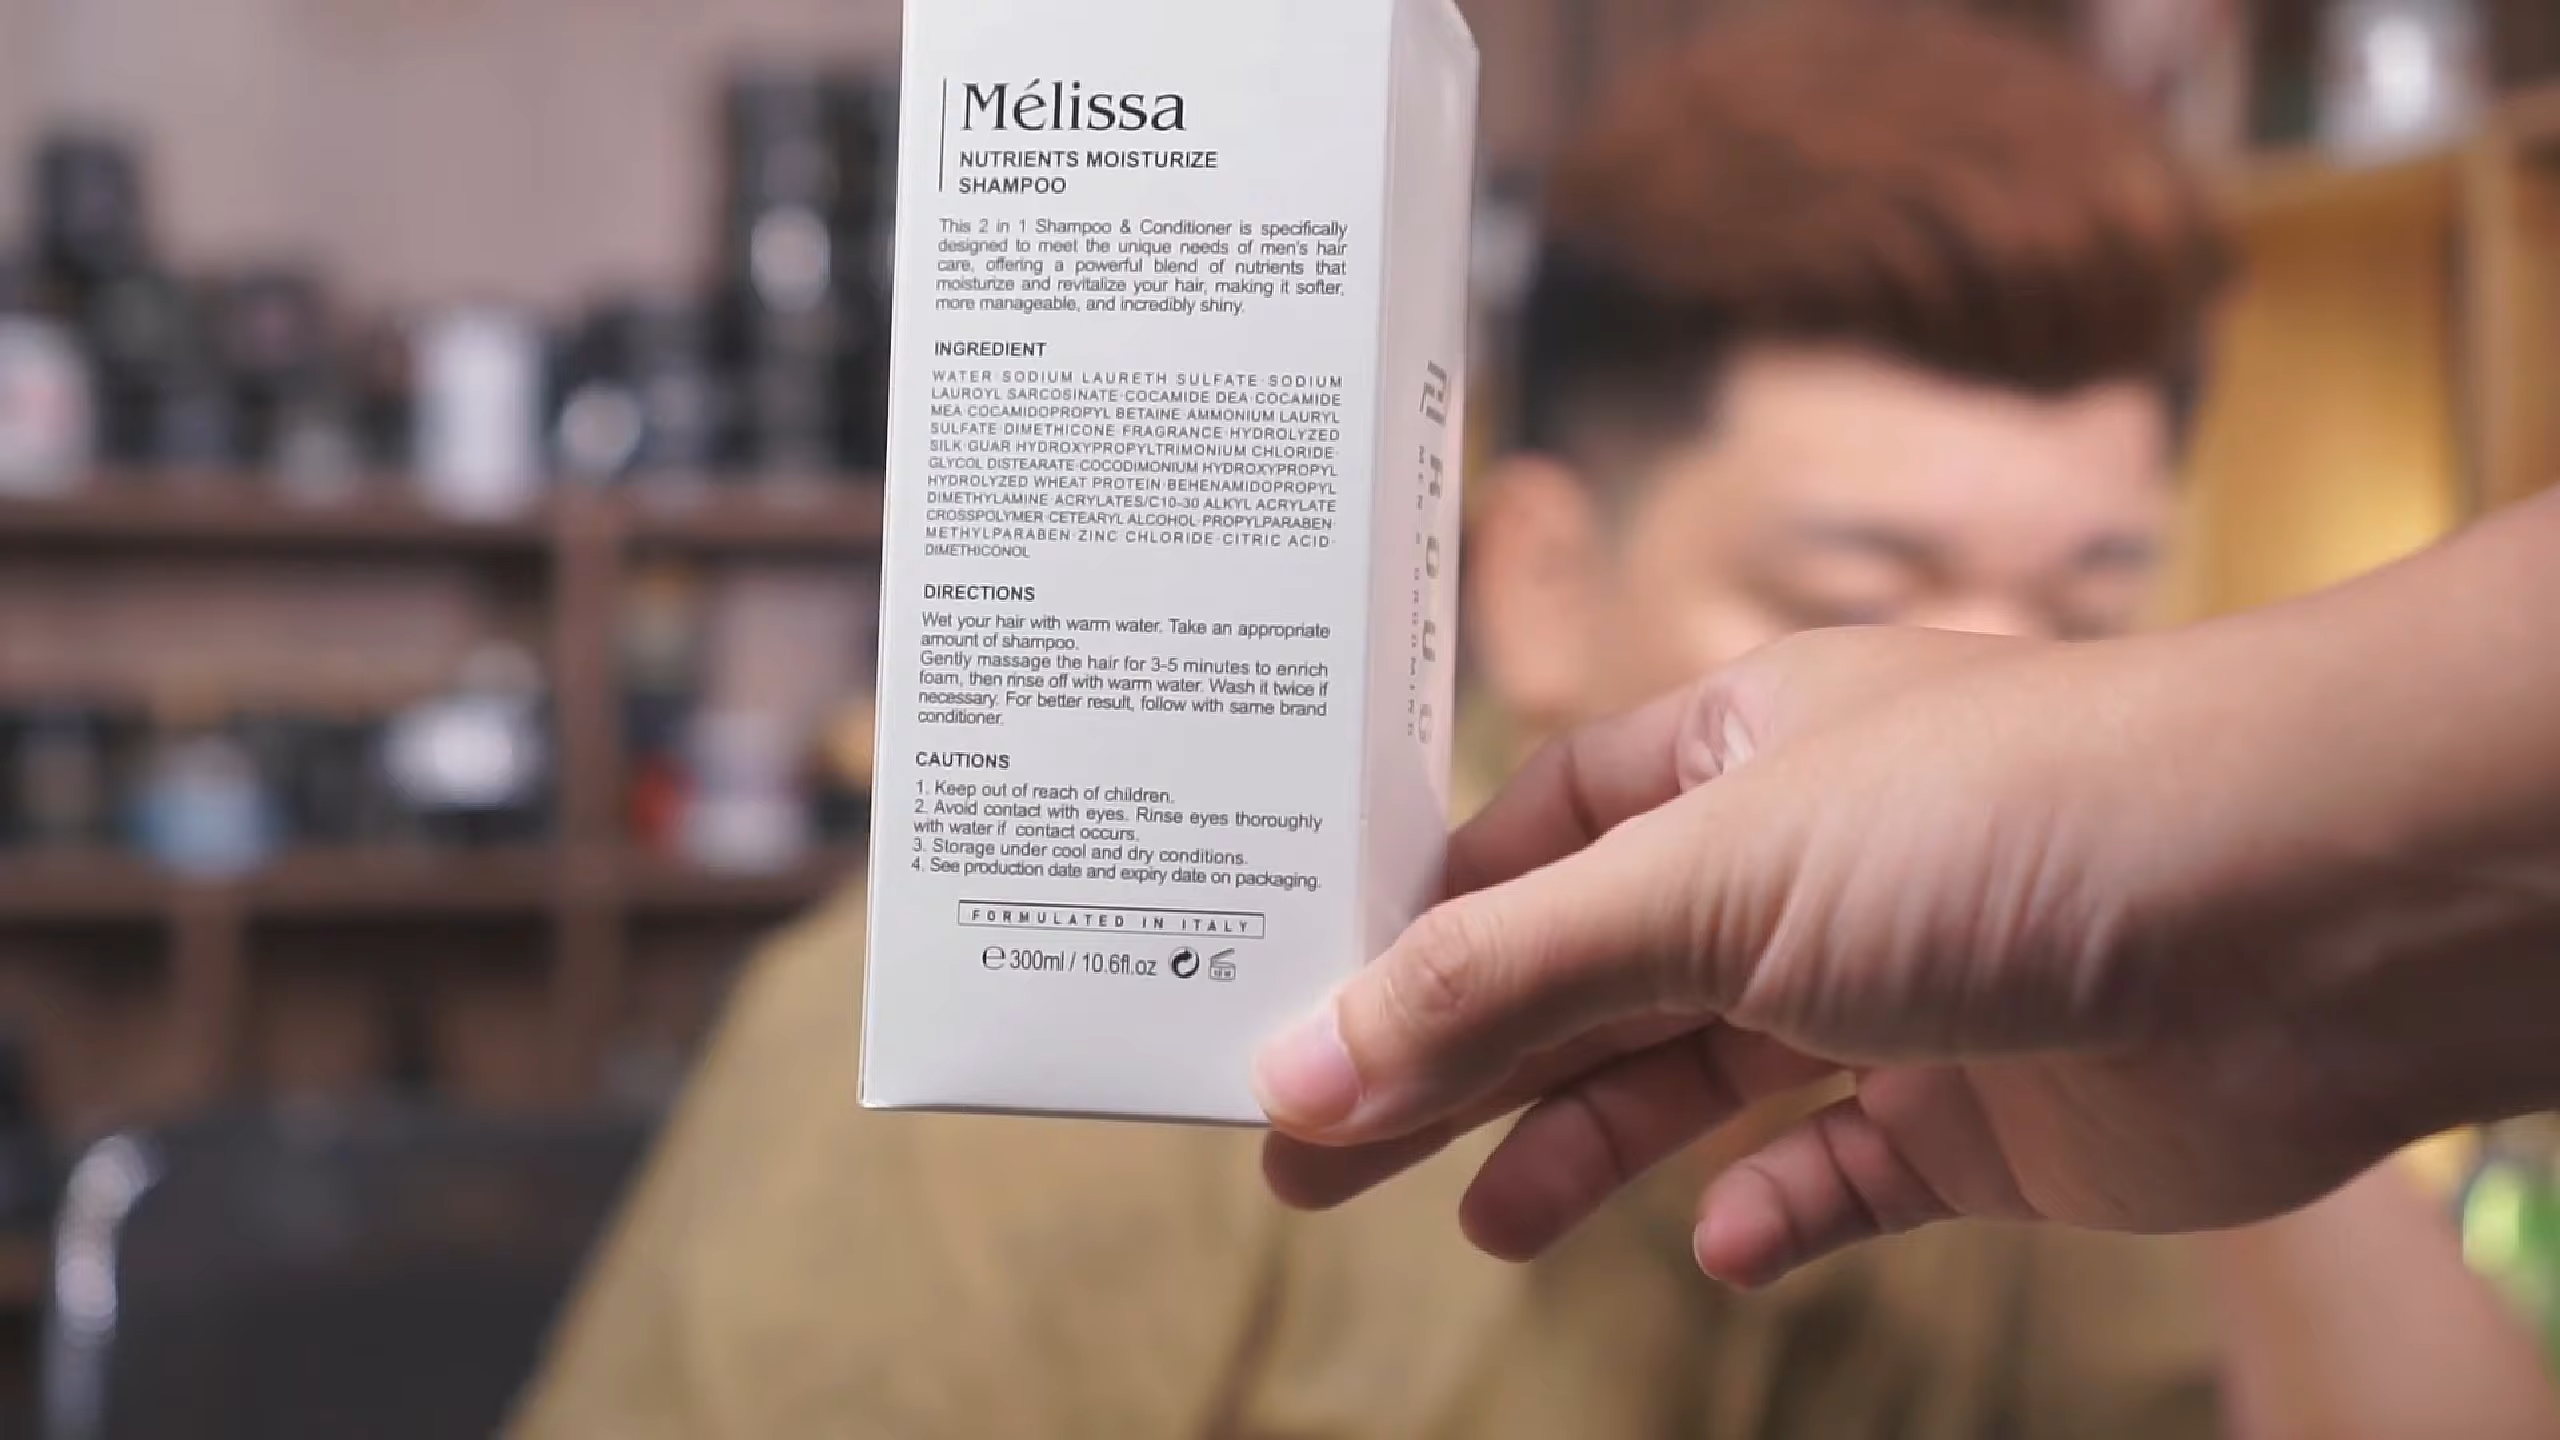 Mélissa
NUTRIENTS MOISTURIZE
SHAMPOO
This 2 in 1 Shampoo & Conditioner is specifically
designed to meet the unique needs of men's hair
care, offering a powerful blend of nutrients that
moisturize and revitalize your hair, making it softer,
more manageable, and incredibly shiny.
INGREDIENT
WATER·SODIUM LAURETH SULFATE·SODIUM
LAUROYL SARCOSINATE·COCAMIDE DEA·COCAMIDE
MEA·COCAMIDOPROPYL BETAINE·AMMONIUM LAURYL
SULFATE·DIMETHICONE·FRAGRANCE·HYDROLYZED
SILK·GUAR HYDROXYPROPYLTRIMONIUM CHLORIDE·
GLYCOL DISTEARATE·COCODIMONIUM HYDROXYPROPYL
HYDROLYZED WHEAT PROTEIN·BEHENAMIDOPROPYL
DIMETHYLAMINE·ACRYLATES/C10-30 ALKYL ACRYLATE
CROSSPOLYMER·CETEARYL ALCOHOL·PROPYLPARABEN·
METHYLPARABEN·ZINC CHLORIDE·CITRIC ACID·
DIMETHICONOL
DIRECTIONS
Wet your hair with warm water. Take an appropriate
amount of shampoo.
Gently massage the hair for 3-5 minutes to enrich
foam, then rinse off with warm water. Wash it twice if
necessary. For better result, follow with same brand
conditioner.
CAUTIONS
1. Keep out of reach of children.
2. Avoid contact with eyes. Rinse eyes thoroughly
with water if contact occurs.
3. Storage under cool and dry conditions.
4. See production date and expiry date on packaging.
FORMULATED IN ITALY
℮ 300ml / 10.6fl.oz